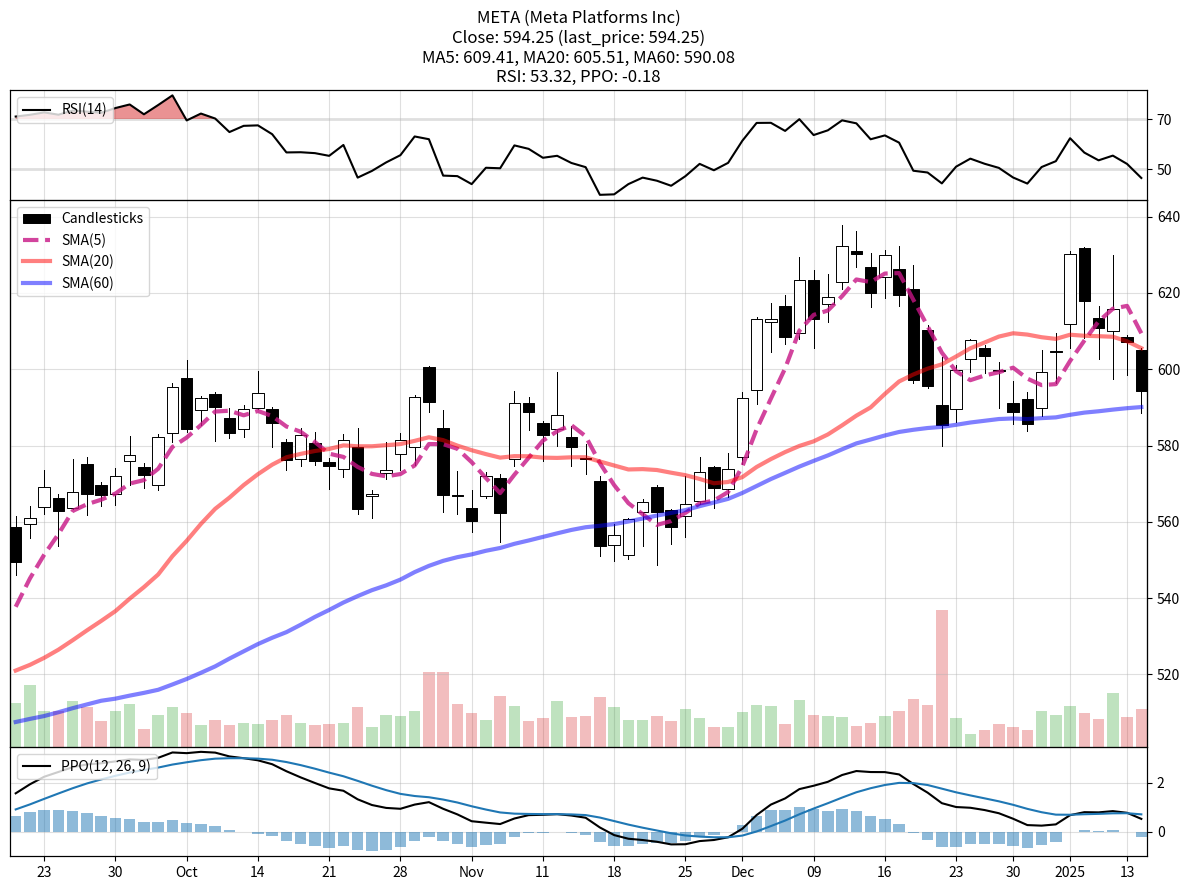 META (Meta Platforms Inc)
Close: 594.25 (last_price: 594.25)
MA5: 609.41, MA20: 605.51, MA60: 590.08
RSI: 53.32, PPO: -0.18
RSI(14)
70
50
Candlesticks
SMA(5)
SMA(20)
SMA(60)
640
620
600
580
560
540
520
PPO(12, 26, 9)
2
0
23 30 Oct 14 21 28 Nov 11 18 25 Dec 09 16 23 30 2025 13